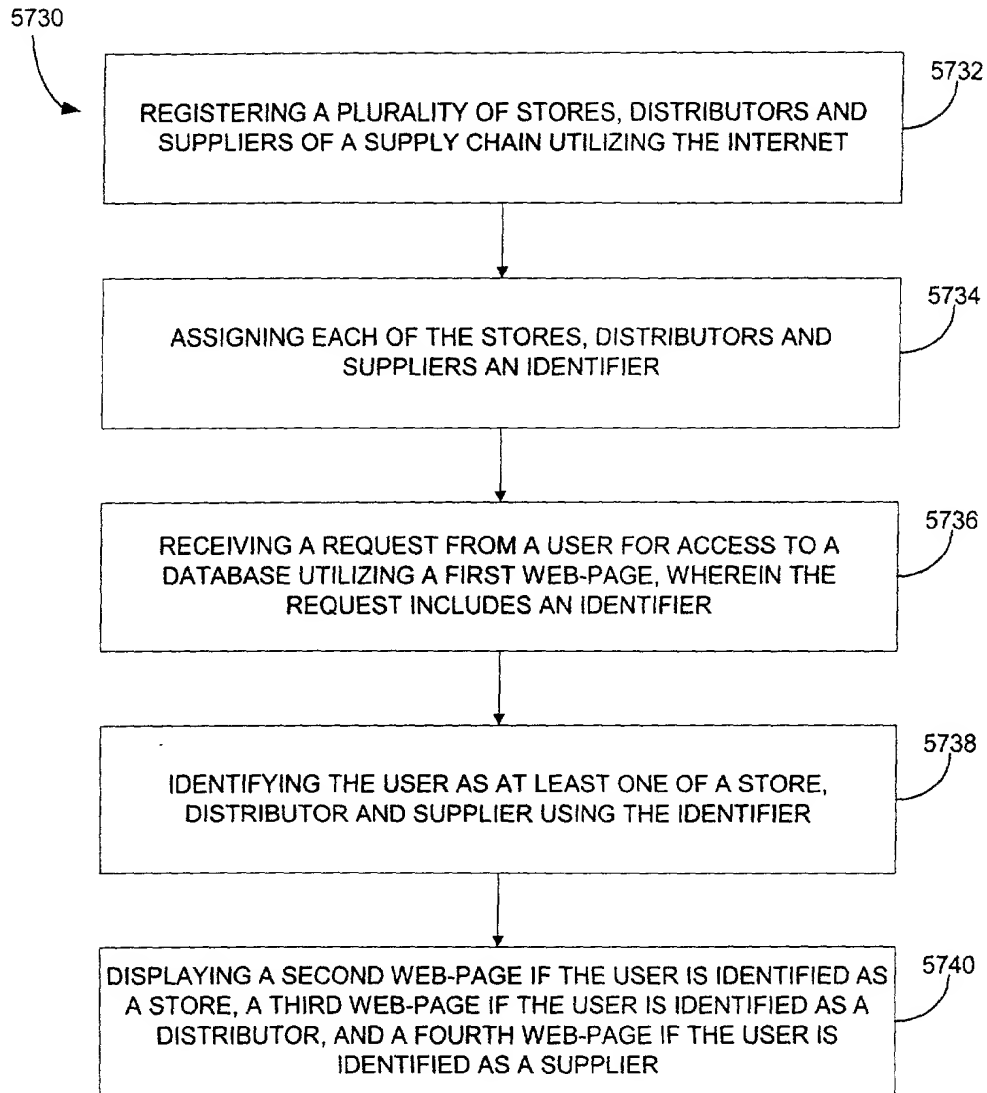 5730
5732
REGISTERING A PLURALITY OF STORES, DISTRIBUTORS AND
SUPPLIERS OF A SUPPLY CHAIN UTILIZING THE INTERNET
5734
ASSIGNING EACH OF THE STORES, DISTRIBUTORS AND
SUPPLIERS AN IDENTIFIER
5736
RECEIVING A REQUEST FROM A USER FOR ACCESS TO A
DATABASE UTILIZING A FIRST WEB-PAGE, WHEREIN THE
REQUEST INCLUDES AN IDENTIFIER
5738
IDENTIFYING THE USER AS AT LEAST ONE OF A STORE,
DISTRIBUTOR AND SUPPLIER USING THE IDENTIFIER
5740
DISPLAYING A SECOND WEB-PAGE IF THE USER IS IDENTIFIED AS
A STORE, A THIRD WEB-PAGE IF THE USER IS IDENTIFIED AS A
DISTRIBUTOR, AND A FOURTH WEB-PAGE IF THE USER IS
IDENTIFIED AS A SUPPLIER